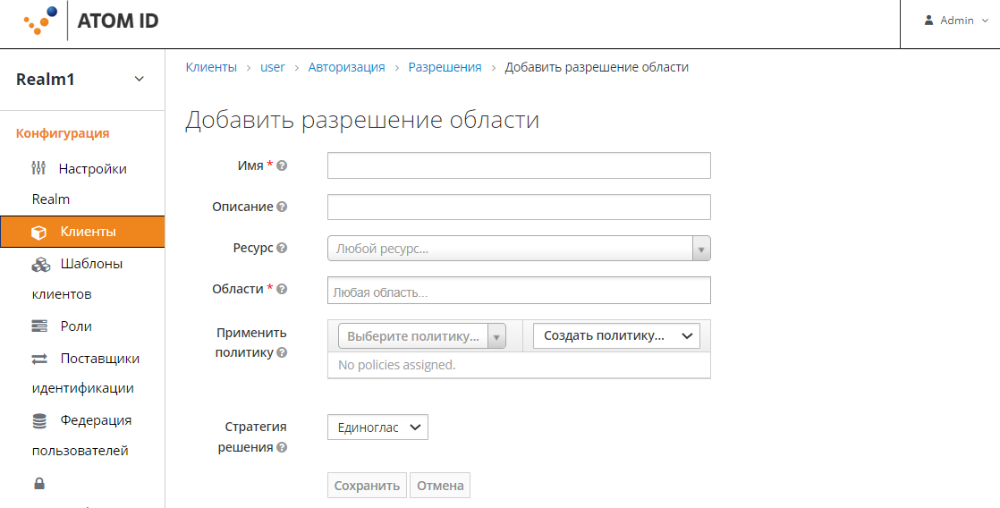 ATOM ID
Admin
Realm1
Клиенты > user > Авторизация > Разрешения > Добавить разрешение области
Конфигурация
Настройки
Realm
Клиенты
Шаблоны
клиентов
Роли
Поставщики
идентификации
Федерация
пользователей
Добавить разрешение области
Имя *
Описание
Ресурс
Любой ресурс...
Области *
Любая область...
Применить
политику
Выберите политику...
Создать политику...
No policies assigned.
Стратегия
решения
Единоглас
Сохранить
Отмена